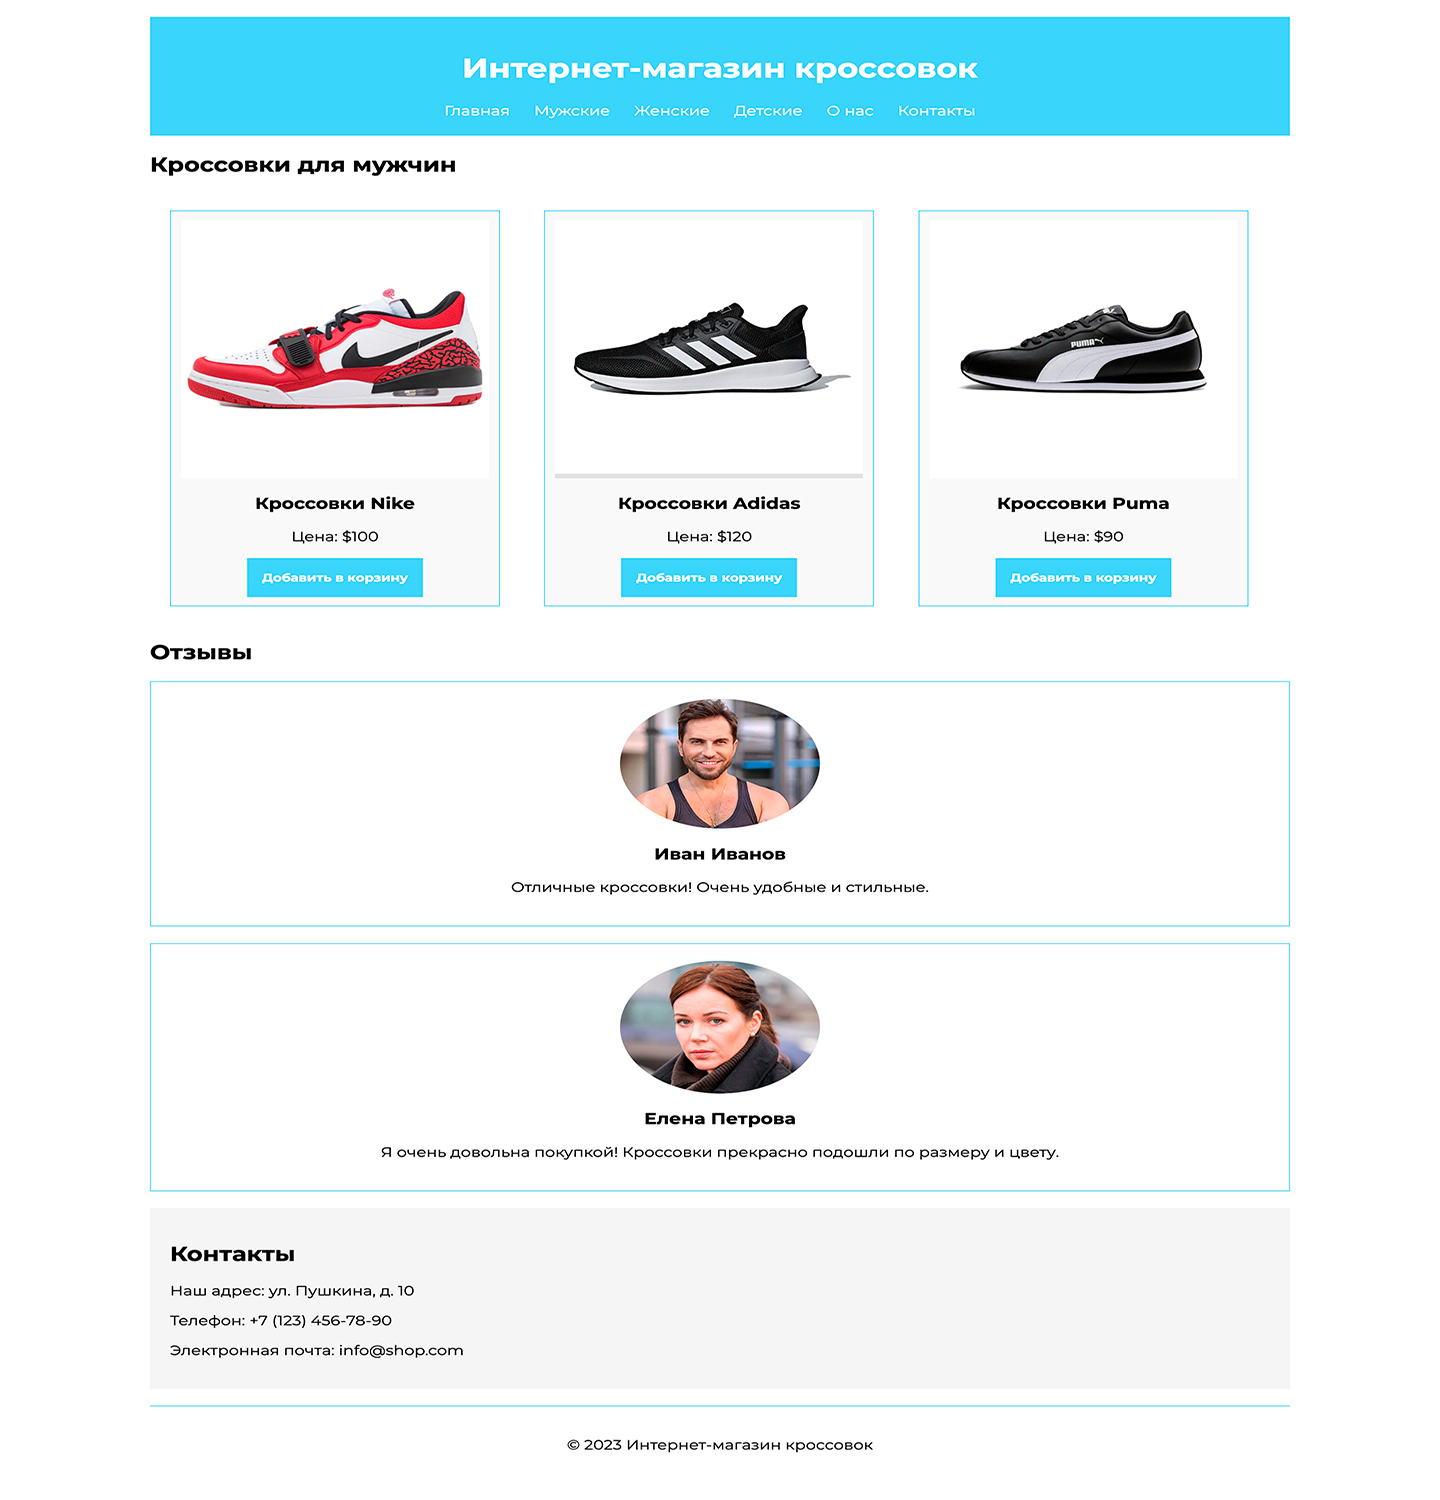 Интернет-магазин кроссовок
Главная Мужские Женские Детские О нас Контакты
Кроссовки для мужчин
PUMA
Кроссовки Nike
Цена: $100
Добавить в корзину
Кроссовки Adidas
Цена: $120
Добавить в корзину
Кроссовки Puma
Цена: $90
Добавить в корзину
Отзывы
Иван Иванов
Отличные кроссовки! Очень удобные и стильные.
Елена Петрова
Я очень довольна покупкой! Кроссовки прекрасно подошли по размеру и цвету.
Контакты
Наш адрес: ул. Пушкина, д. 10
Телефон: +7 (123) 456-78-90
Электронная почта: info@shop.com
© 2023 Интернет-магазин кроссовок